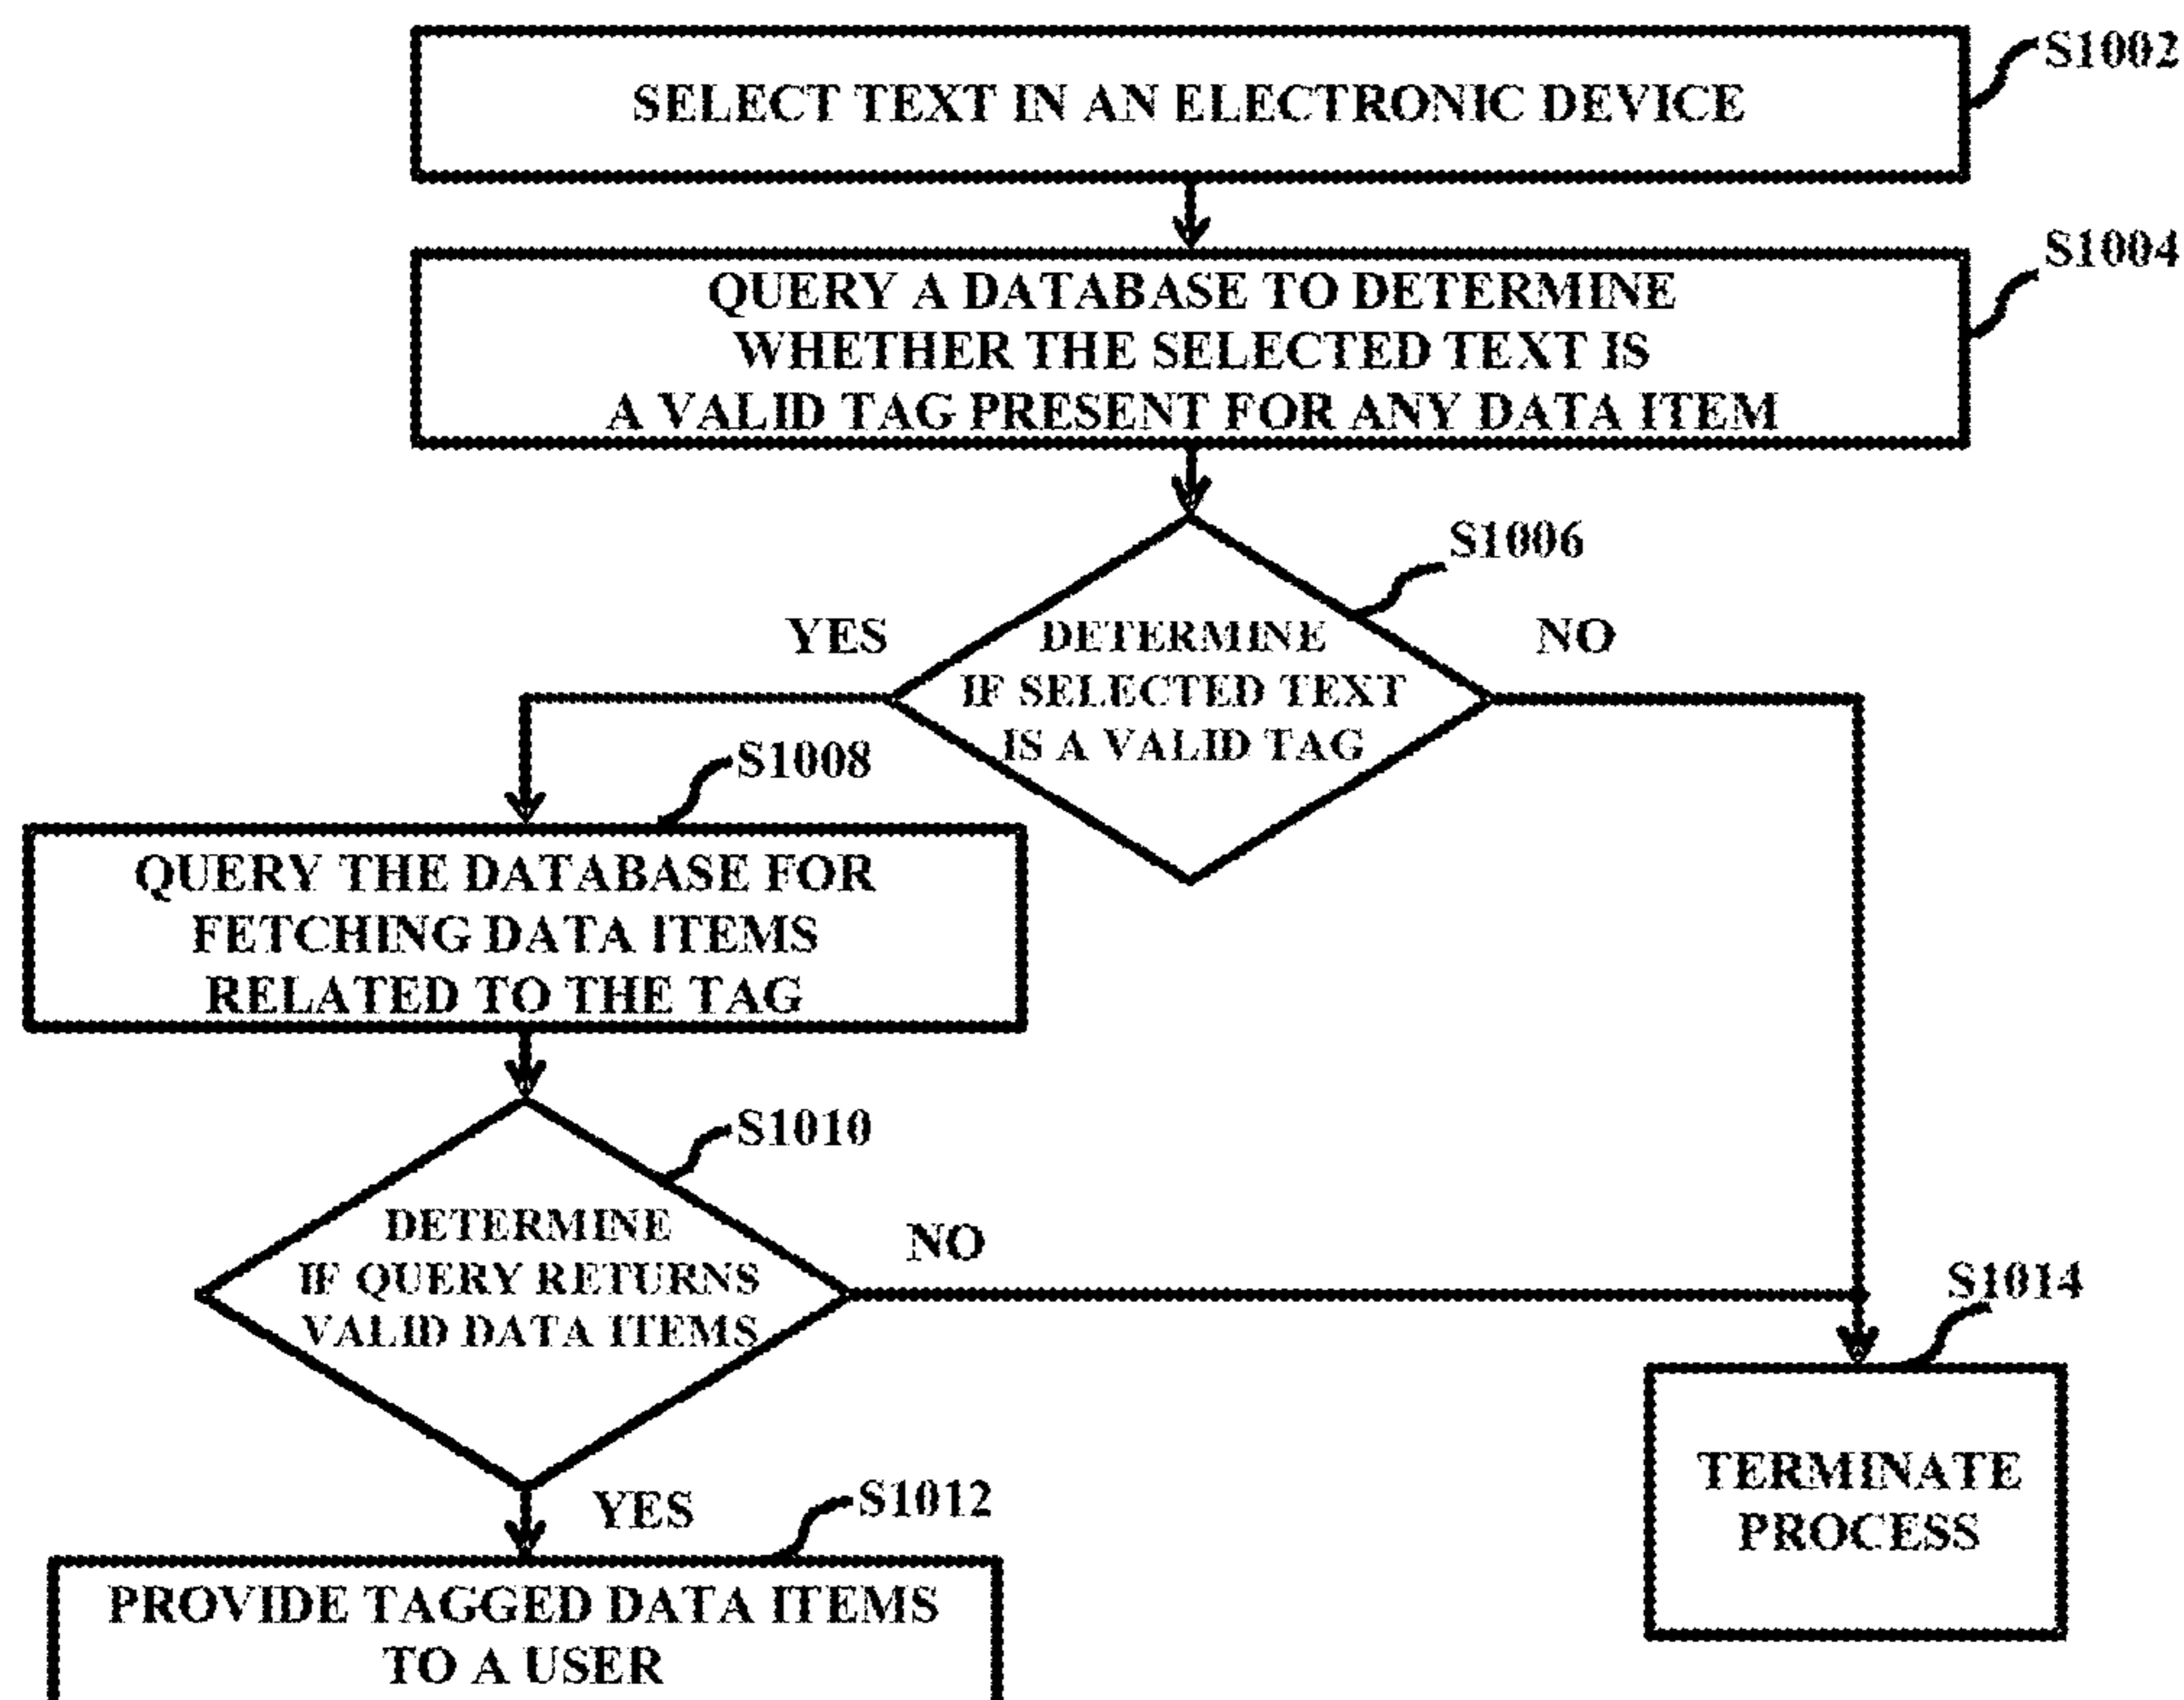 S1002
SELECT TEXT IN AN ELECTRONIC DEVICE
S1004
QUERY A DATABASE TO DETERMINE
WHETHER THE SELECTED TEXT IS
A VALID TAG PRESENT FOR ANY DATA ITEM
S1006
YES
NO
DETERMINE
IF SELECTED TEXT
IS A VALID TAG
S1008
QUERY THE DATABASE FOR
FETCHING DATA ITEMS
RELATED TO THE TAG
S1010
DETERMINE
IF QUERY RETURNS
VALID DATA ITEMS
NO
S1014
TERMINATE
PROCESS
YES
S1012
PROVIDE TAGGED DATA ITEMS
TO A USER